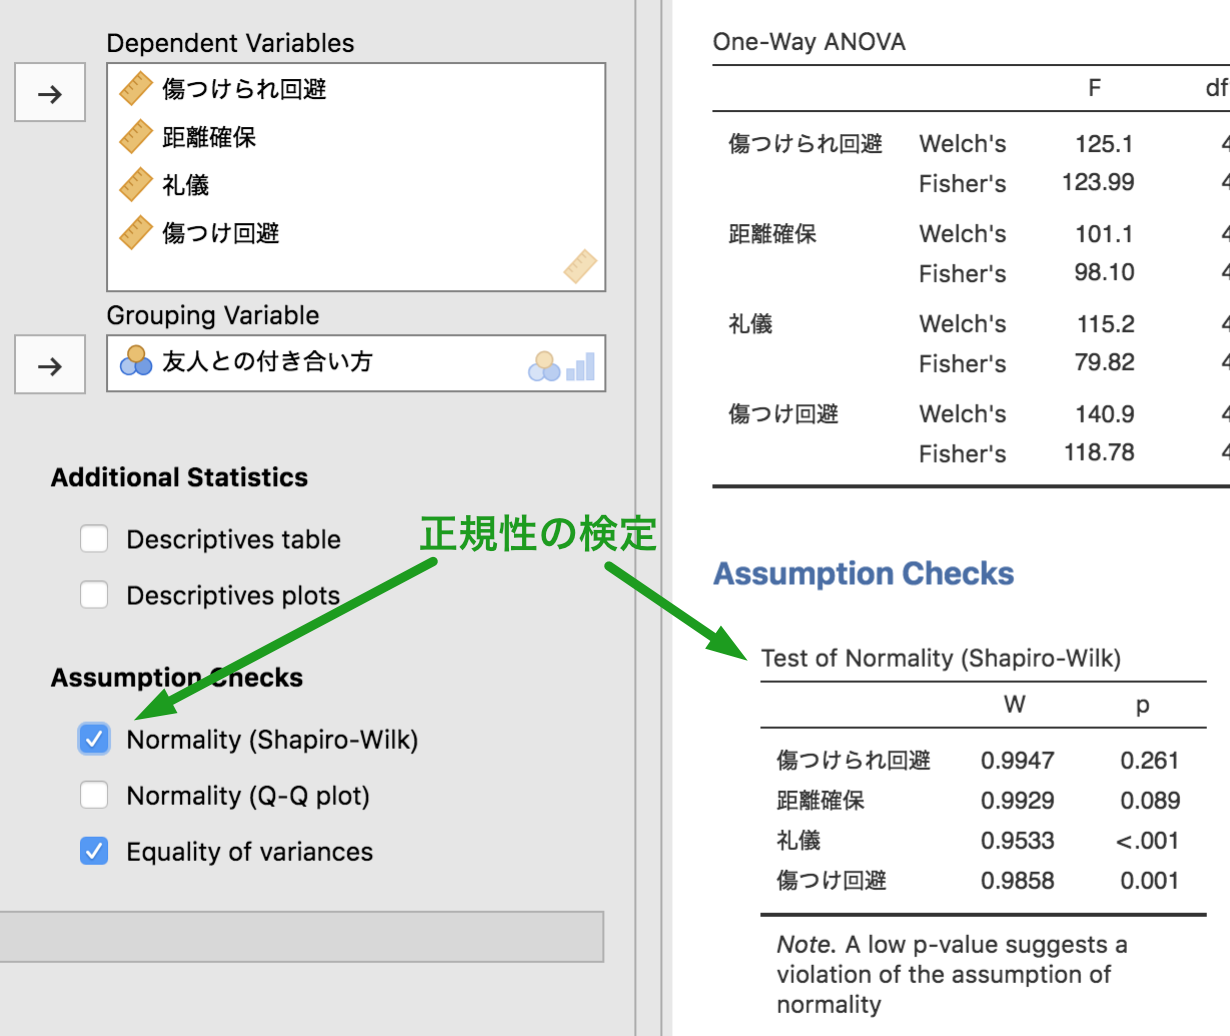 Dependent Variables
傷つけられ回避
距離確保
礼儀
傷つけ回避
Grouping Variable
友人との付き合い方
Additional Statistics
Descriptives table
Descriptives plots
正規性の検定
Assumption Checks
Normality (Shapiro-Wilk)
Normality (Q-Q plot)
Equality of variances
One-Way ANOVA
F df
傷つけられ回避 Welch's 125.1 4
Fisher's 123.99 4
距離確保 Welch's 101.1 4
Fisher's 98.10 4
礼儀 Welch's 115.2 4
Fisher's 79.82 4
傷つけ回避 Welch's 140.9 4
Fisher's 118.78 4
Assumption Checks
Test of Normality (Shapiro-Wilk)
W p
傷つけられ回避 0.9947 0.261
距離確保 0.9929 0.089
礼儀 0.9533 <.001
傷つけ回避 0.9858 0.001
Note. A low p-value suggests a
violation of the assumption of
normality